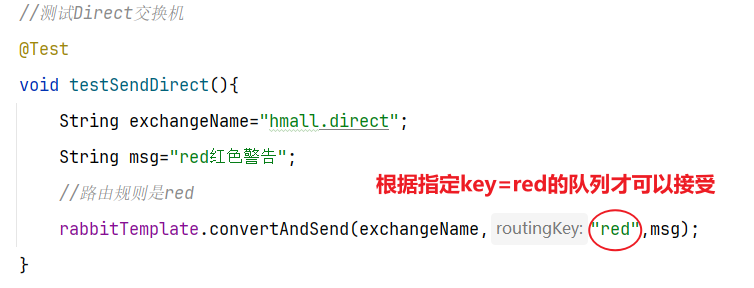 //测试Direct交换机
@Test
void testSendDirect(){
String exchangeName="hmall.direct";
String msg="red红色警告";
//路由规则是red
根据指定key=red的队列才可以接受
rabbitTemplate.convertAndSend(exchangeName, routingKey: "red",msg);
}